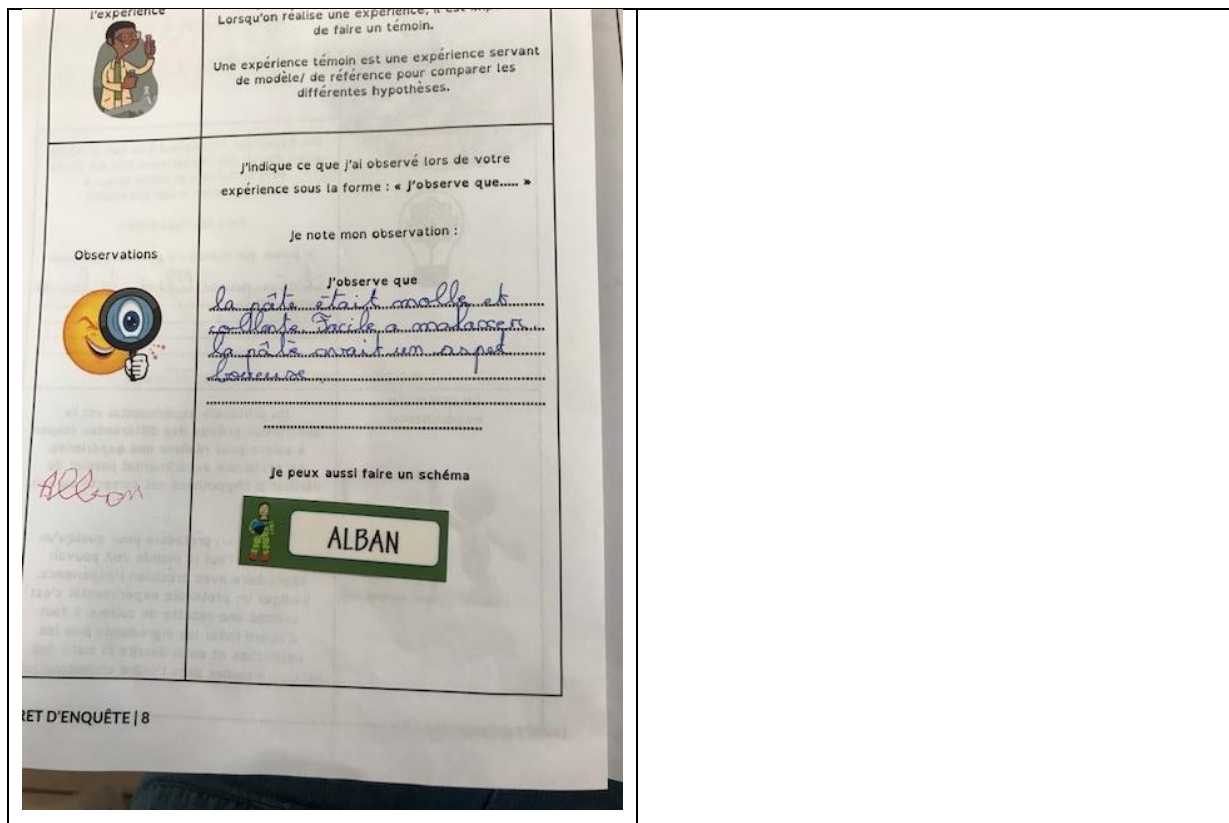 l'expérience
Lorsqu'on réalise une expérience, il est
de faire un témoin.
Une expérience témoin est une expérience servant
de modèle/ de référence pour comparer les
différentes hypothèses.
J'indique ce que j'ai observé lors de votre
expérience sous la forme : « J'observe que..... »
Je note mon observation :
Observations
J'observe que
la pâte était molle et
collante. Facile a malaxer
la pâte avait un aspet
boueuse.
Je peux aussi faire un schéma
ALBAN
RET D'ENQUÊTE | 8